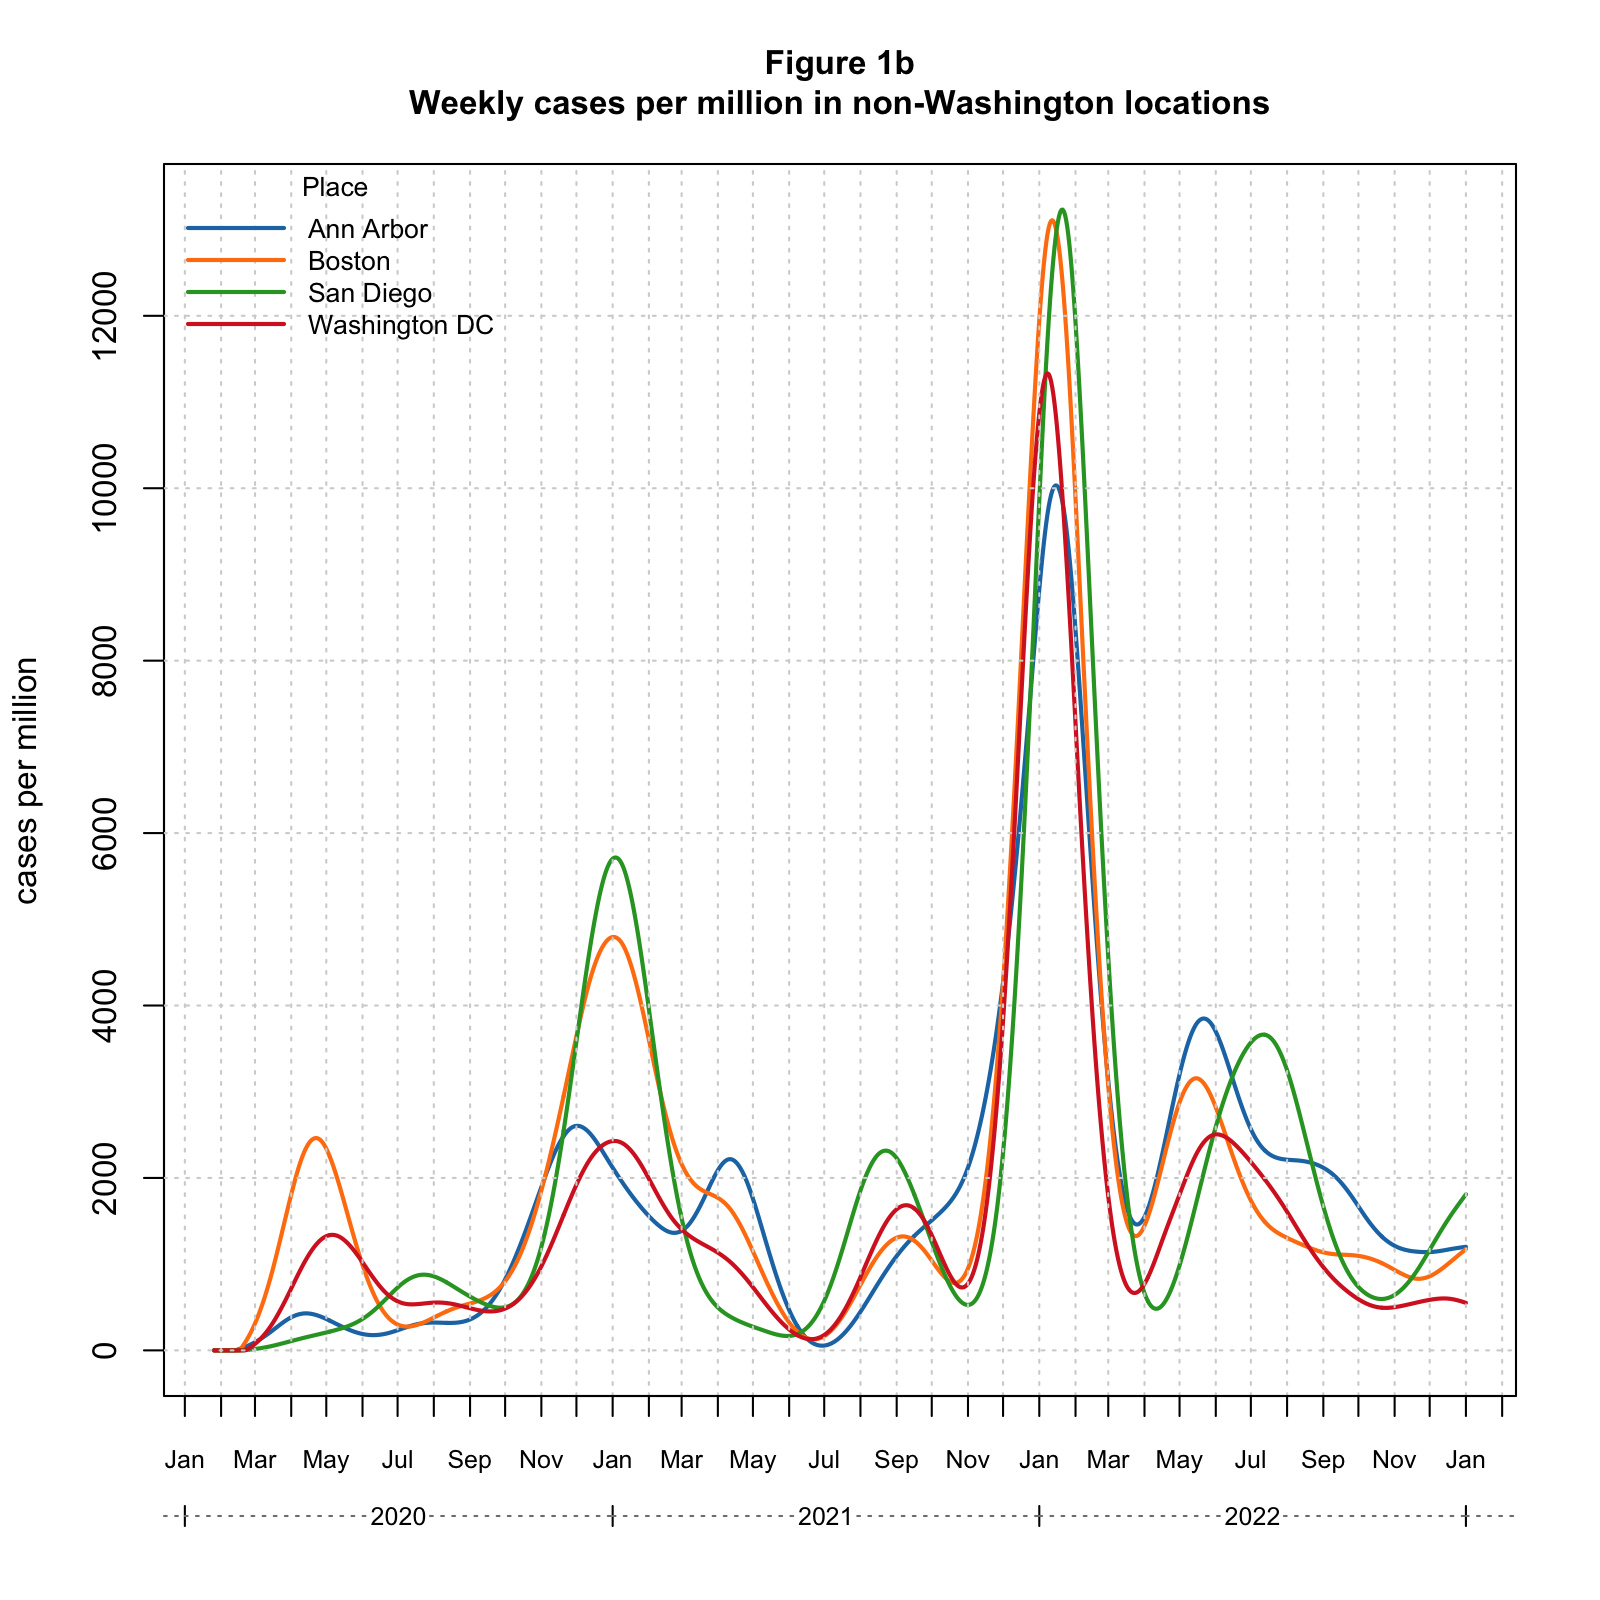 Figure 1b
Weekly cases per million in non-Washington locations
Place
Ann Arbor
Boston
San Diego
Washington DC
cases per million
12000
10000
8000
6000
4000
2000
0
Jan Mar May Jul Sep Nov Jan Mar May Jul Sep Nov Jan Mar May Jul Sep Nov Jan
2020 2021 2022